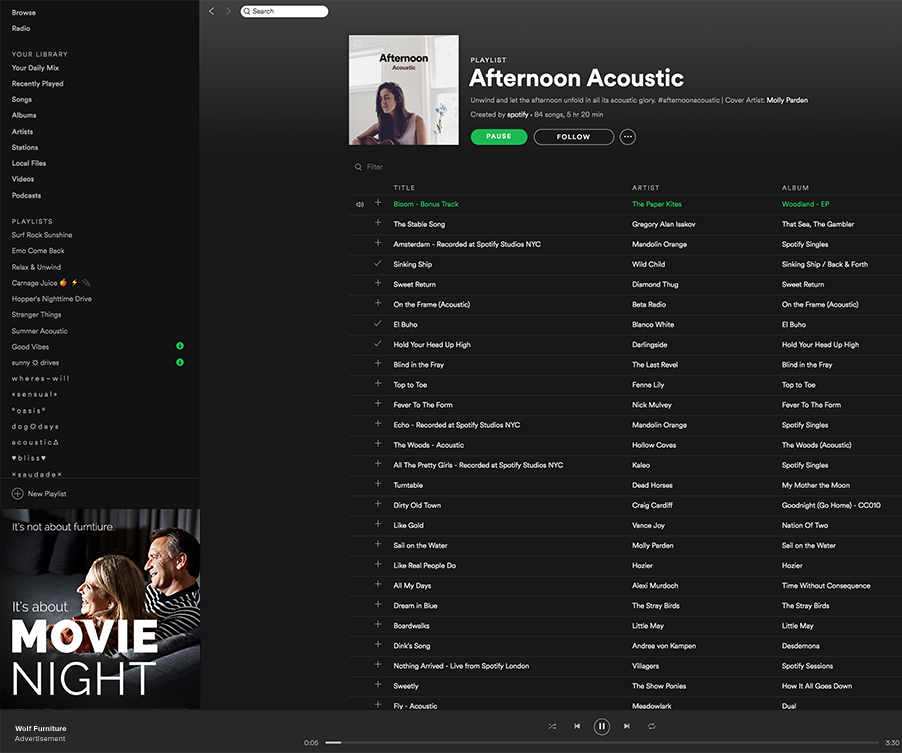 Browse
Radio
YOUR LIBRARY
Your Daily Mix
Recently Played
Songs
Albums
Artists
Stations
Local Files
Videos
Podcasts
PLAYLISTS
Surf Rock Sunshine
Emo Come Back
Relax & Unwind
Carnage Juice 🍊 ⚡ 🔌
Hopper's Nighttime Drive
Stranger Things
Summer Acoustic
Good Vibes
sunny ☼ drives
w h e r e s ~ w i l l
« s e n s u a l »
° o a s i s °
d o g ☼ d a y s
a c o u s t i c Δ
♥ b l i s s ♥
× s a u d a d e ×
New Playlist
It's not about furntiure.
It's about
MOVIE
NIGHT
Search
Afternoon
Acoustic
PLAYLIST
Afternoon Acoustic
Unwind and let the afternoon unfold in all its acoustic glory. #afternoonacoustic | Cover Artist: Molly Parden
Created by spotify • 84 songs, 5 hr 20 min
PAUSE FOLLOW
Filter
TITLE ARTIST ALBUM
Bloom - Bonus Track The Paper Kites Woodland - EP
The Stable Song Gregory Alan Isakov That Sea, The Gambler
Amsterdam - Recorded at Spotify Studios NYC Mandolin Orange Spotify Singles
Sinking Ship Wild Child Sinking Ship / Back & Forth
Sweet Return Diamond Thug Sweet Return
On the Frame (Acoustic) Beta Radio On the Frame (Acoustic)
El Buho Blanco White El Buho
Hold Your Head Up High Darlingside Hold Your Head Up High
Blind in the Fray The Last Revel Blind in the Fray
Top to Toe Fenne Lily Top to Toe
Fever To The Form Nick Mulvey Fever To The Form
Echo - Recorded at Spotify Studios NYC Mandolin Orange Spotify Singles
The Woods - Acoustic Hollow Coves The Woods (Acoustic)
All The Pretty Girls - Recorded at Spotify Studios NYC Kaleo Spotify Singles
Turntable Dead Horses My Mother the Moon
Dirty Old Town Craig Cardiff Goodnight (Go Home) - CC010
Like Gold Vance Joy Nation Of Two
Sail on the Water Molly Parden Sail on the Water
Like Real People Do Hozier Hozier
All My Days Alexi Murdoch Time Without Consequence
Dream in Blue The Stray Birds The Stray Birds
Boardwalks Little May Little May
Dink's Song Andrea von Kampen Desdemona
Nothing Arrived - Live from Spotify London Villagers Spotify Sessions
Sweetly The Show Ponies How It All Goes Down
Fly - Acoustic Meadowlark Dual
Wolf Furniture
Advertisement
0:05 3:30